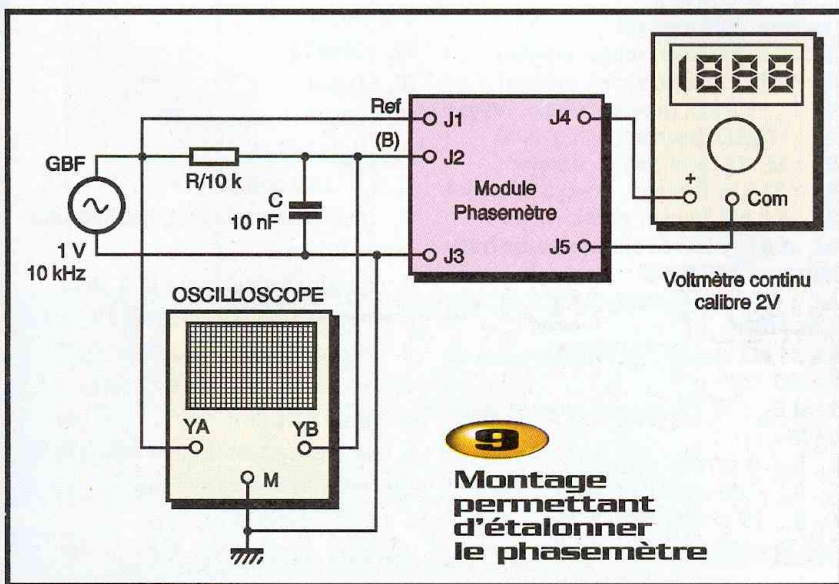 Ref
J1
J4
(B)
J2
GBF
R/10 k
Module
Phasemètre
+
Com
C
10 nF
J3
J5
1 V
10 kHz
Voltmètre continu
calibre 2V
OSCILLOSCOPE
YA
YB
M
9
Montage
permettant
d'étalonner
le phasemètre
1888